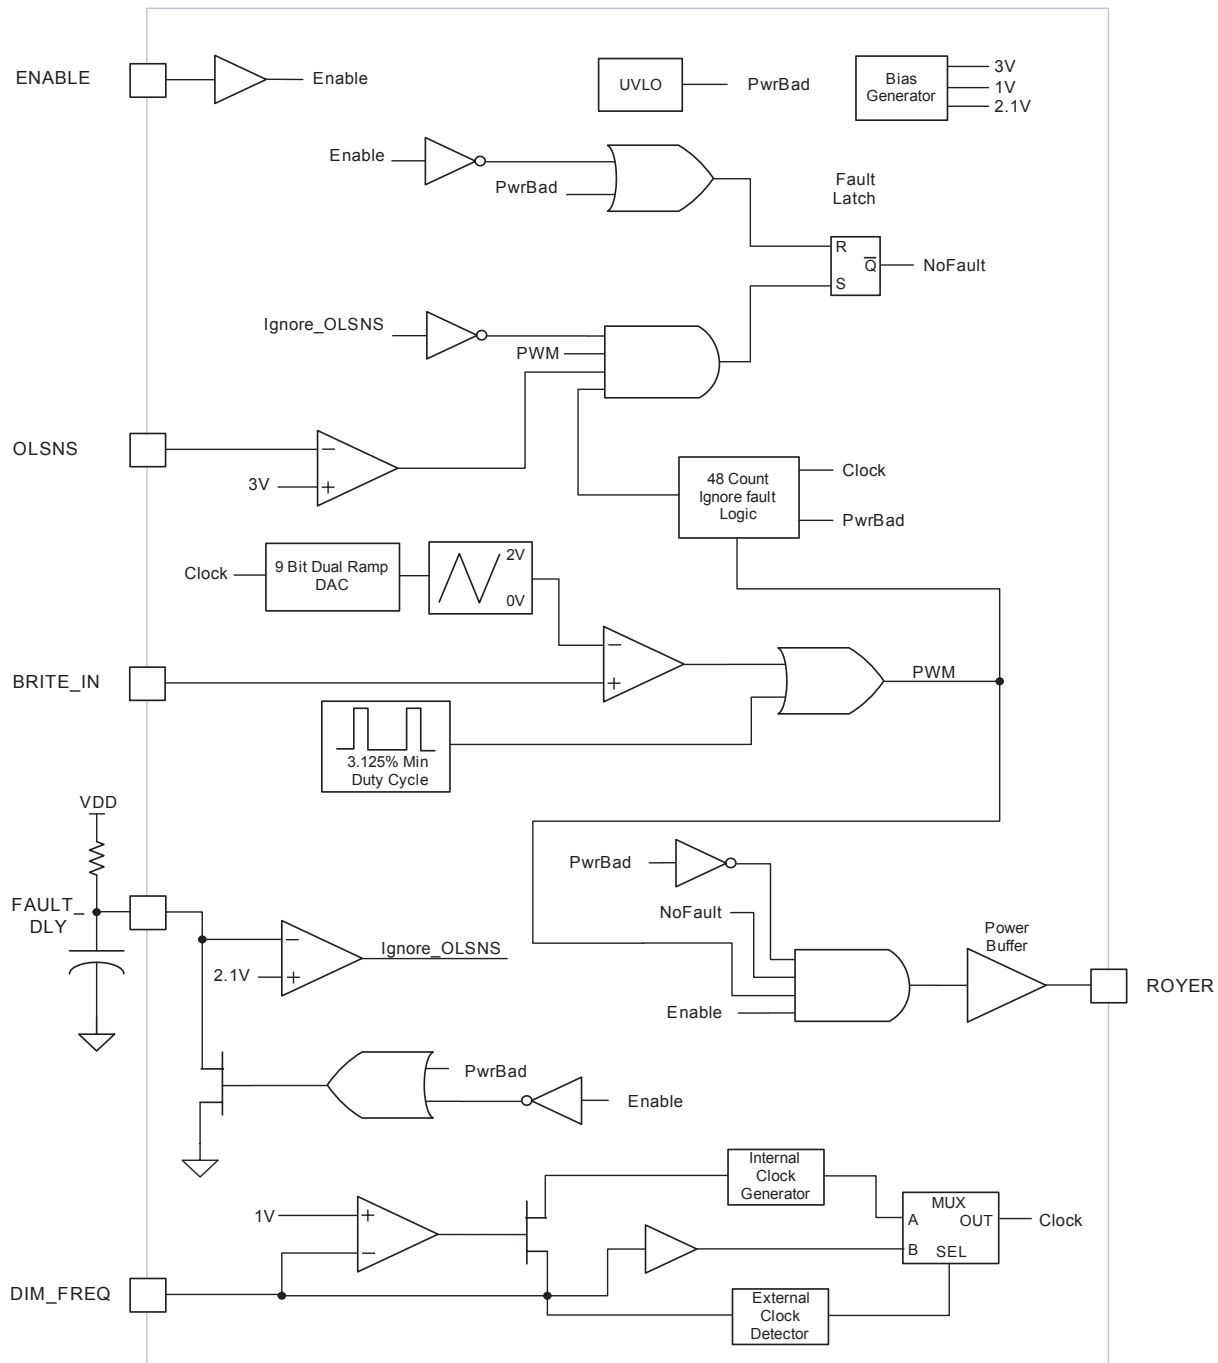 ENABLE
Enable
UVLO
PwrBad
Bias
Generator
3V
1V
2.1V
Enable
PwrBad
Fault
Latch
R
Q
S
NoFault
Ignore_OLSNS
PWM
OLSNS
−
3V
+
48 Count
Ignore fault
Logic
Clock
PwrBad
Clock
9 Bit Dual Ramp
DAC
2V
0V
−
+
BRITE_IN
PWM
3.125% Min
Duty Cycle
VDD
PwrBad
FAULT_
DLY
NoFault
−
2.1V
+
Ignore_OLSNS
Power
Buffer
ROYER
Enable
PwrBad
Enable
Internal
Clock
Generator
1V
+
−
MUX
A
OUT
B
SEL
Clock
DIM_FREQ
External
Clock
Detector